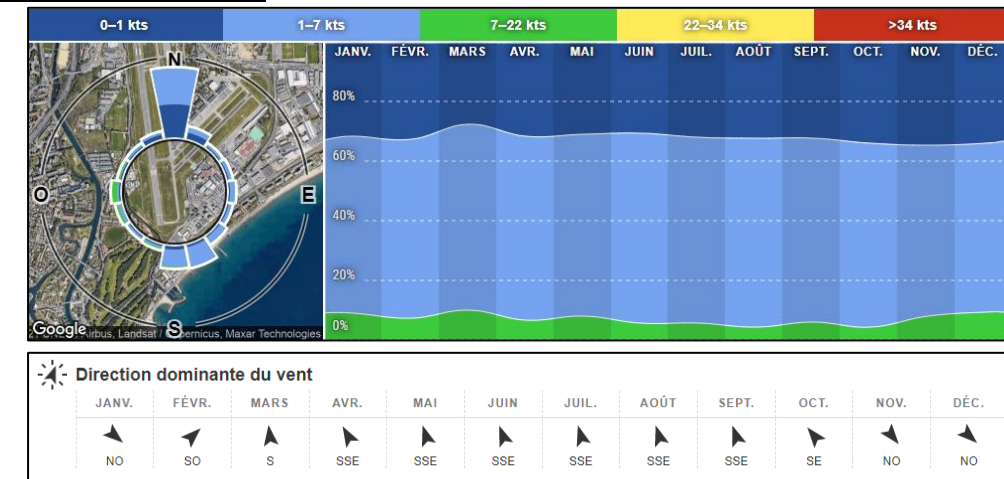 0–1 kts 1–7 kts 7–22 kts 22–34 kts >34 kts
JANV. FÉVR. MARS AVR. MAI JUIN JUIL. AOÛT SEPT. OCT. NOV. DÉC.
N
80%
60%
O E
40%
20%
0%
S
Google Airbus, Landsat / Copernicus, Maxar Technologies
Direction dominante du vent
JANV. FÉVR. MARS AVR. MAI JUIN JUIL. AOÛT SEPT. OCT. NOV. DÉC.
NO SO S SSE SSE SSE SSE SSE SSE SE NO NO